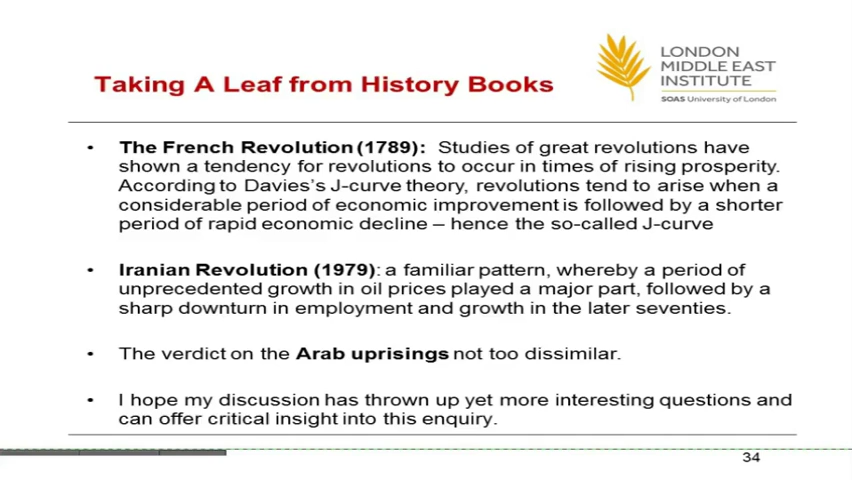 Taking A Leaf from History Books
LONDON
MIDDLE EAST
INSTITUTE
SOAS University of London
• The French Revolution (1789): Studies of great revolutions have
shown a tendency for revolutions to occur in times of rising prosperity.
According to Davies's J-curve theory, revolutions tend to arise when a
considerable period of economic improvement is followed by a shorter
period of rapid economic decline – hence the so-called J-curve
• Iranian Revolution (1979): a familiar pattern, whereby a period of
unprecedented growth in oil prices played a major part, followed by a
sharp downturn in employment and growth in the later seventies.
• The verdict on the Arab uprisings not too dissimilar.
• I hope my discussion has thrown up yet more interesting questions and
can offer critical insight into this enquiry.
34